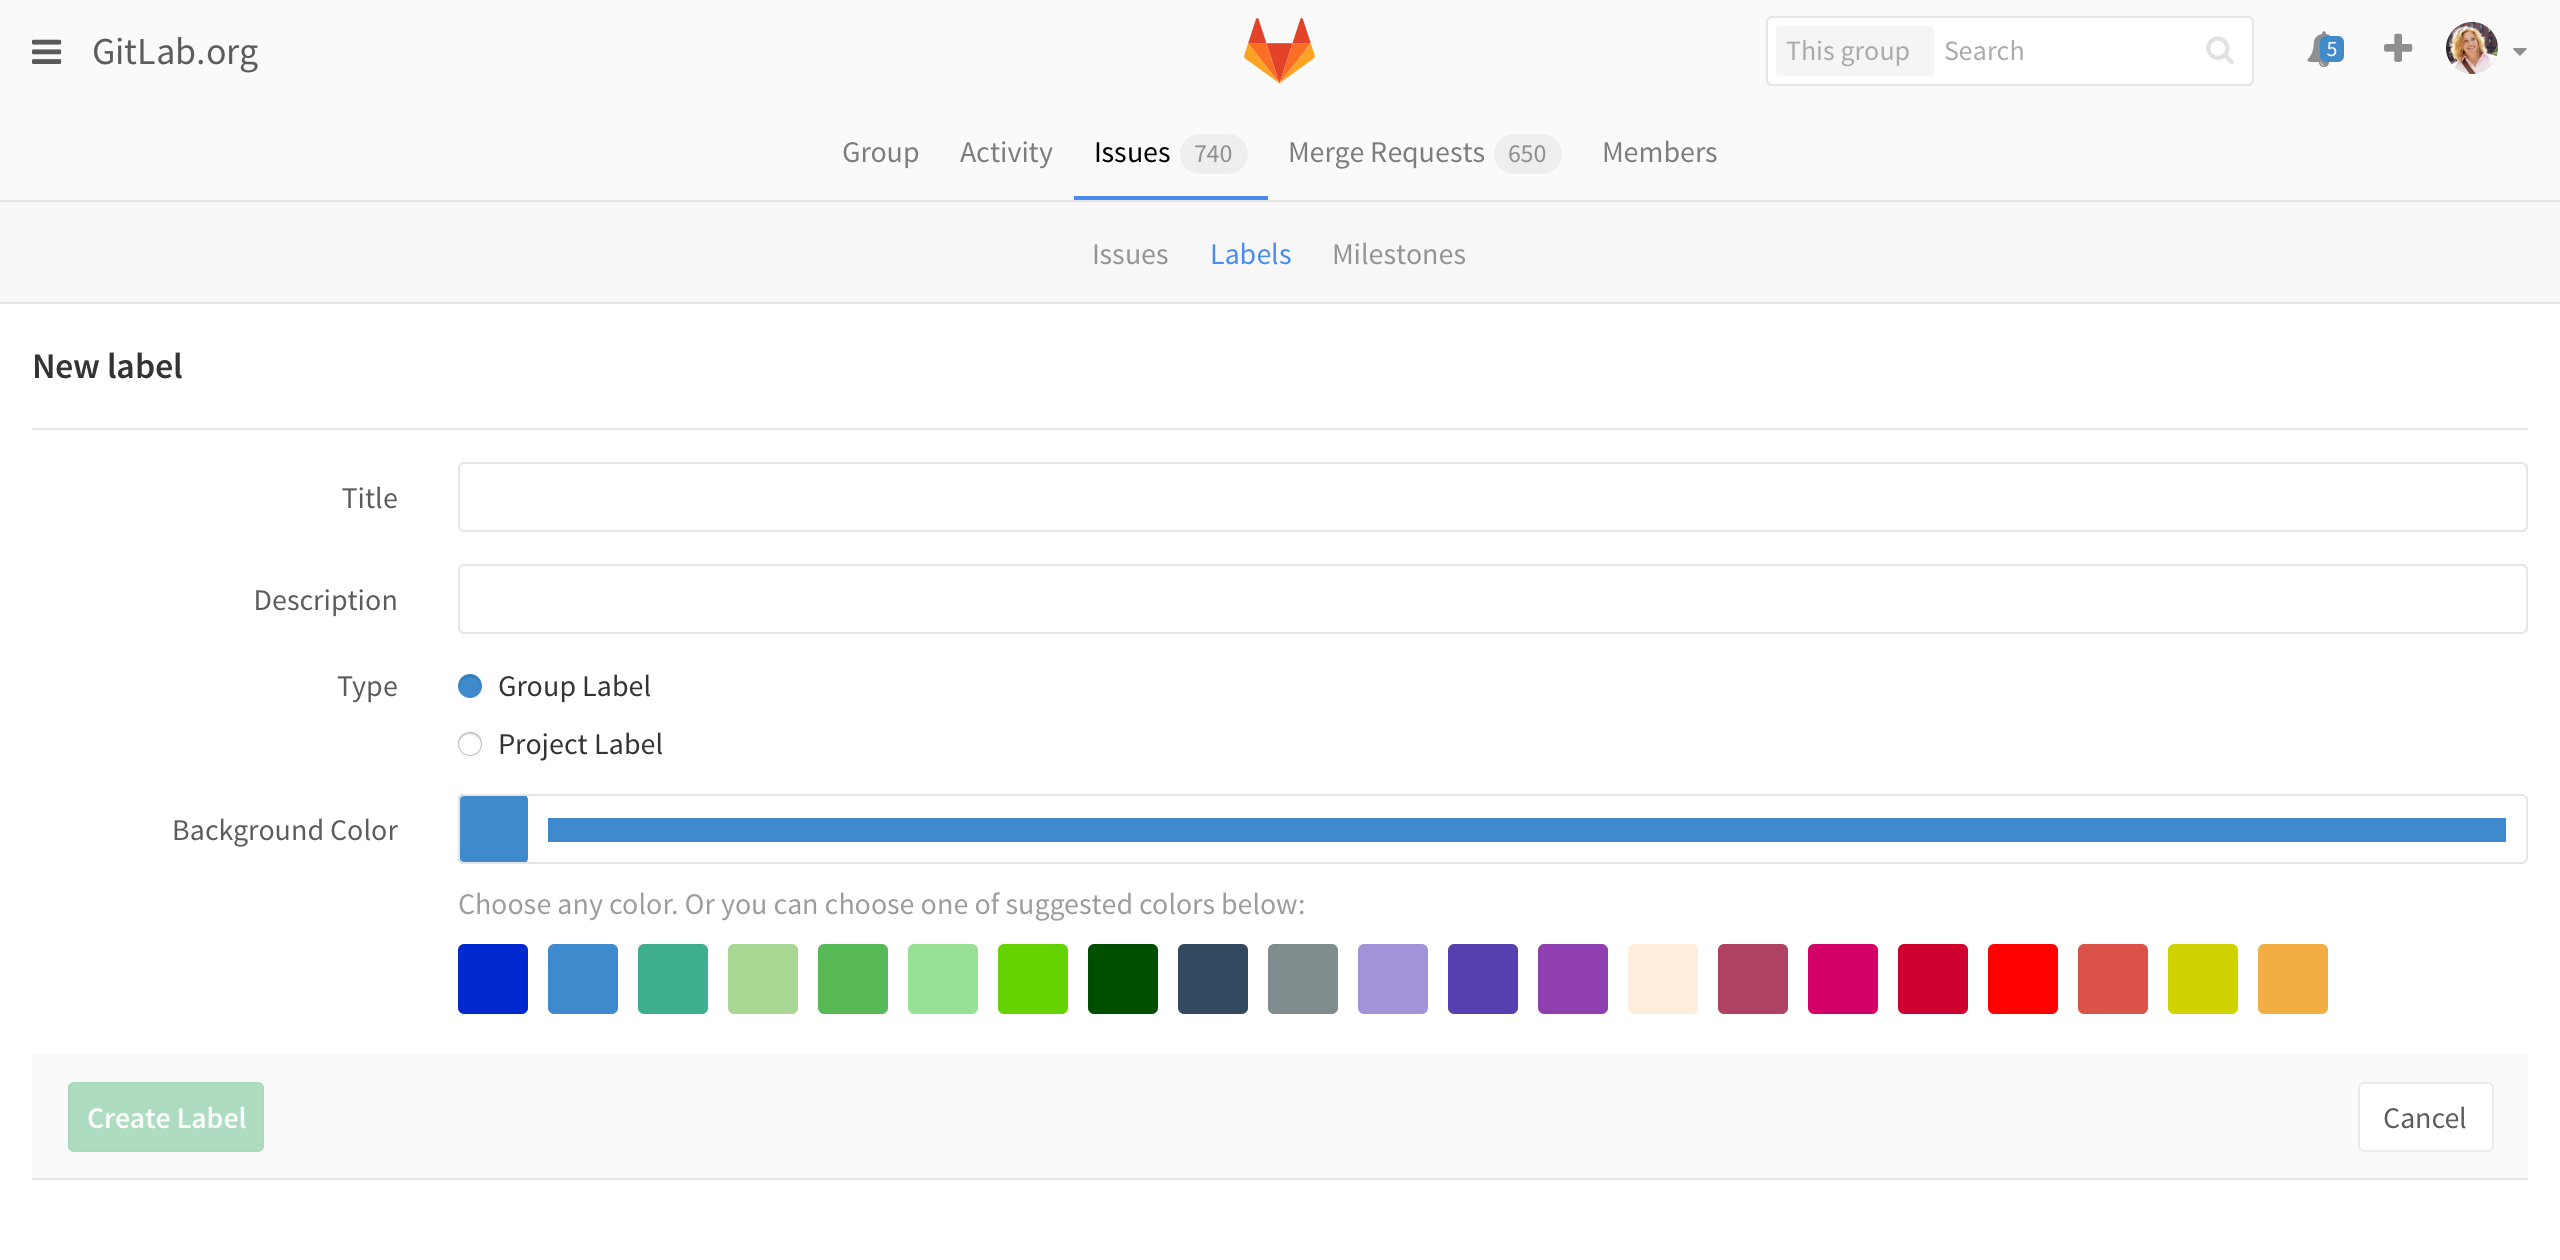 GitLab.org
This group Search
5
Group Activity Issues 740 Merge Requests 650 Members
Issues Labels Milestones
New label
Title
Description
Type Group Label
Project Label
Background Color
Choose any color. Or you can choose one of suggested colors below:
Create Label Cancel